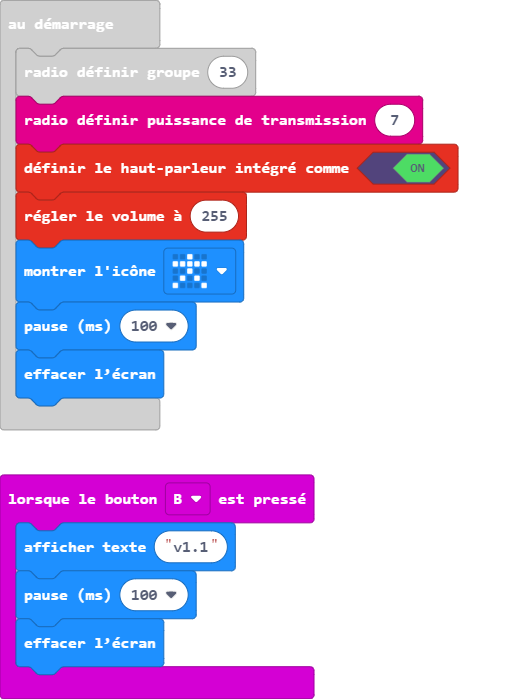 au démarrage
radio définir groupe 33
radio définir puissance de transmission 7
définir le haut-parleur intégré comme ON
régler le volume à 255
montrer l'icône
pause (ms) 100
effacer l’écran
lorsque le bouton B est pressé
afficher texte "v1.1"
pause (ms) 100
effacer l’écran